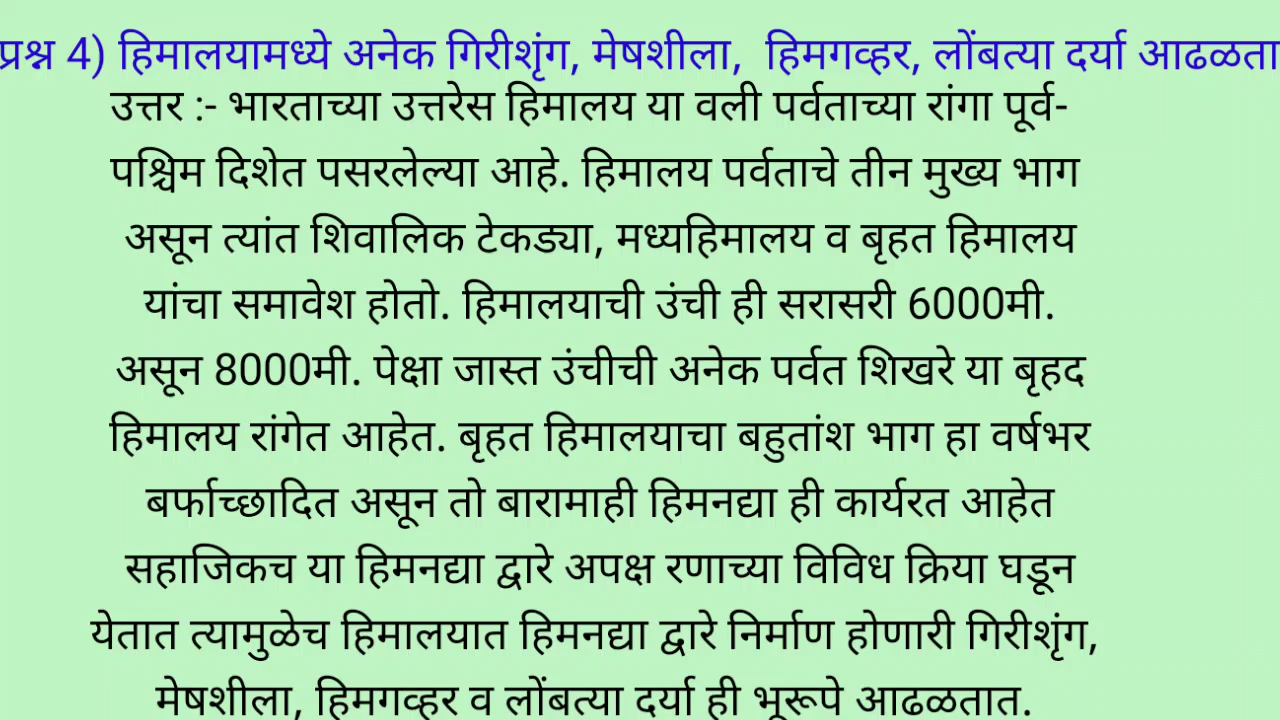 प्रश्न 4) हिमालयामध्ये अनेक गिरीशृंग, मेषशीला, हिमगव्हर, लोंबत्या दर्या आढळता
उत्तर :- भारताच्या उत्तरेस हिमालय या वली पर्वताच्या रांगा पूर्व-
पश्चिम दिशेत पसरलेल्या आहे. हिमालय पर्वताचे तीन मुख्य भाग
असून त्यांत शिवालिक टेकड्या, मध्यहिमालय व बृहत हिमालय
यांचा समावेश होतो. हिमालयाची उंची ही सरासरी 6000मी.
असून 8000मी. पेक्षा जास्त उंचीची अनेक पर्वत शिखरे या बृहद
हिमालय रांगेत आहेत. बृहत हिमालयाचा बहुतांश भाग हा वर्षभर
बर्फाच्छादित असून तो बारामाही हिमनद्या ही कार्यरत आहेत
सहाजिकच या हिमनद्या द्वारे अपक्ष रणाच्या विविध क्रिया घडून
येतात त्यामुळेच हिमालयात हिमनद्या द्वारे निर्माण होणारी गिरीशृंग,
मेषशीला, हिमगव्हर व लोंबत्या दर्या ही भूरूपे आढळतात.